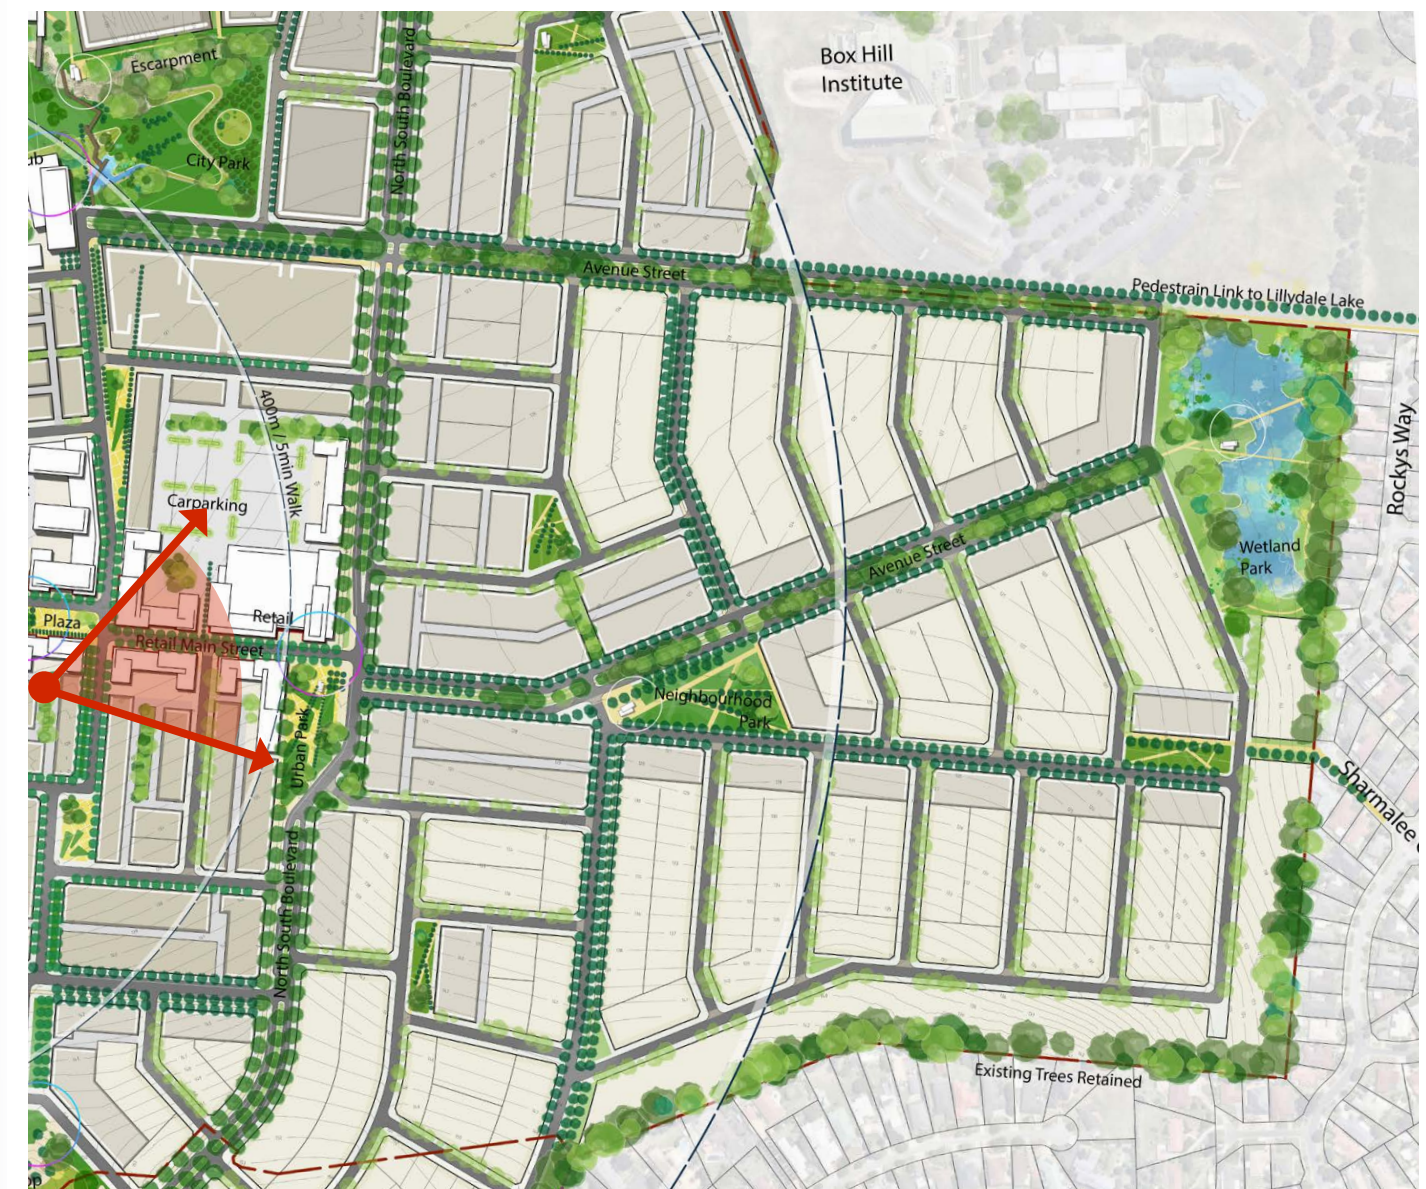 Escarpment
City Park
ub
North South Boulevard
Box Hill
Institute
Avenue Street
Pedestrain Link to Lillydale Lake
400m / 5min Walk
Carparking
Rockys Way
Avenue Street
Wetland
Park
Plaza
Retail
Retail Main Street
Neighbourhood
Park
Urban Park
Sharmalee
North South Boulevard
Existing Trees Retained
op